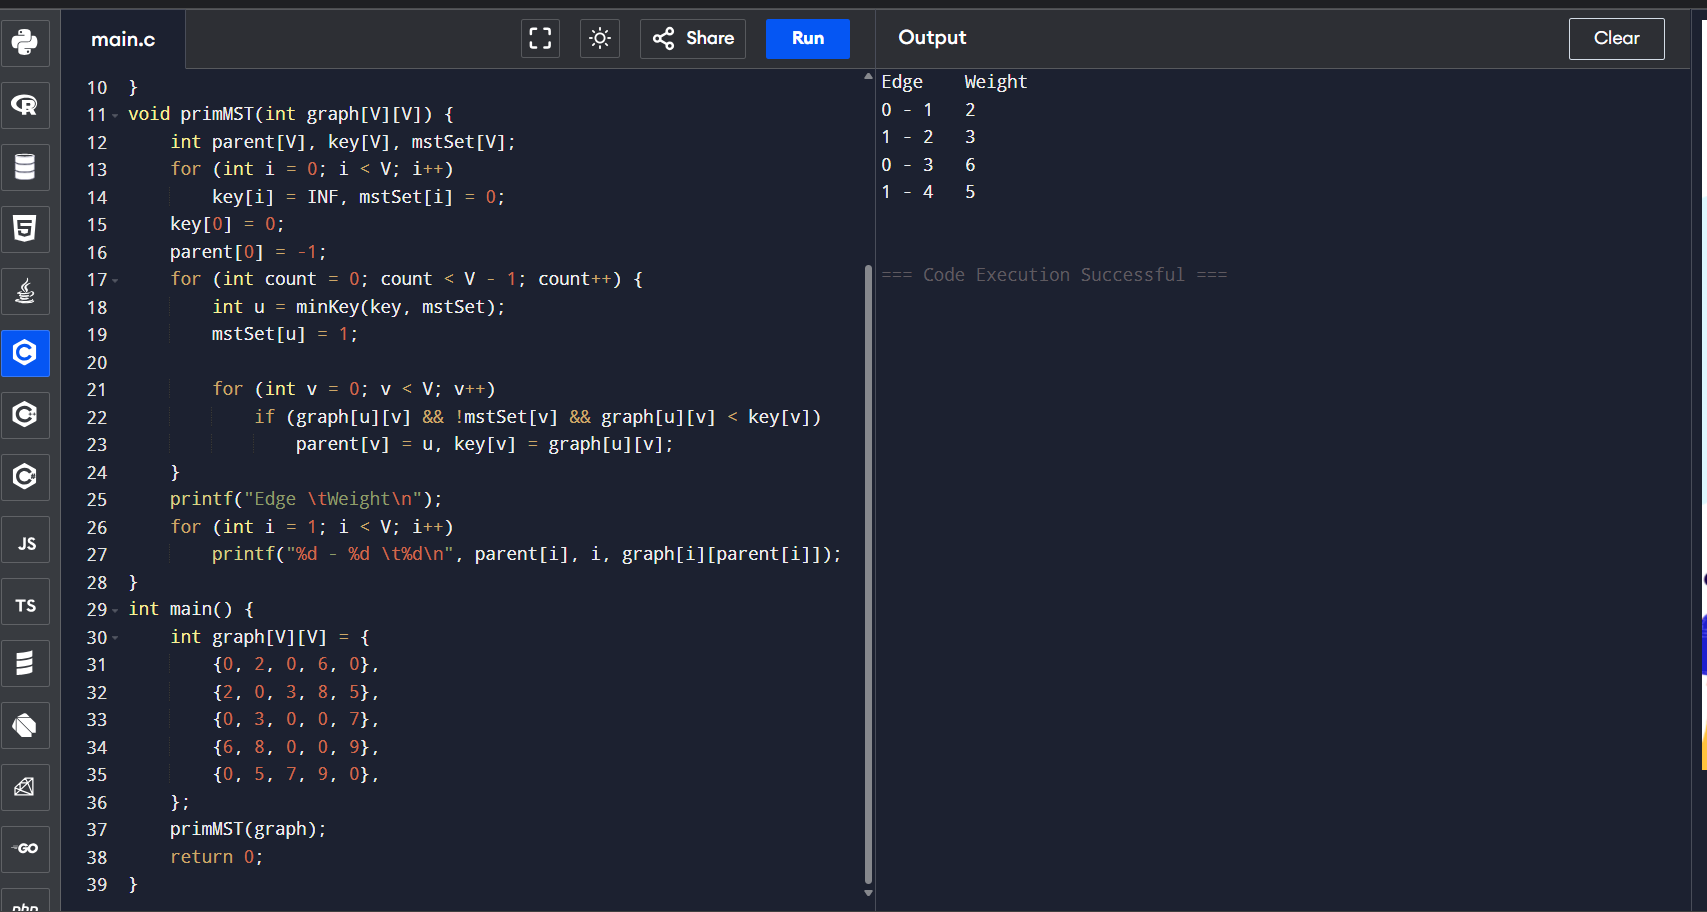 main.c
Share
Run
Output
Clear
10 }
11 void primMST(int graph[V][V]) {
12     int parent[V], key[V], mstSet[V];
13     for (int i = 0; i < V; i++)
14         key[i] = INF, mstSet[i] = 0;
15     key[0] = 0;
16     parent[0] = -1;
17     for (int count = 0; count < V - 1; count++) {
18         int u = minKey(key, mstSet);
19         mstSet[u] = 1;
20
21         for (int v = 0; v < V; v++)
22             if (graph[u][v] && !mstSet[v] && graph[u][v] < key[v])
23                 parent[v] = u, key[v] = graph[u][v];
24     }
25     printf("Edge \tWeight\n");
26     for (int i = 1; i < V; i++)
27         printf("%d - %d \t%d\n", parent[i], i, graph[i][parent[i]]);
28 }
29 int main() {
30     int graph[V][V] = {
31         {0, 2, 0, 6, 0},
32         {2, 0, 3, 8, 5},
33         {0, 3, 0, 0, 7},
34         {6, 8, 0, 0, 9},
35         {0, 5, 7, 9, 0},
36     };
37     primMST(graph);
38     return 0;
39 }
Edge    Weight
0 - 1   2
1 - 2   3
0 - 3   6
1 - 4   5
=== Code Execution Successful ===
R
5
C
C
C
JS
TS
GO
php